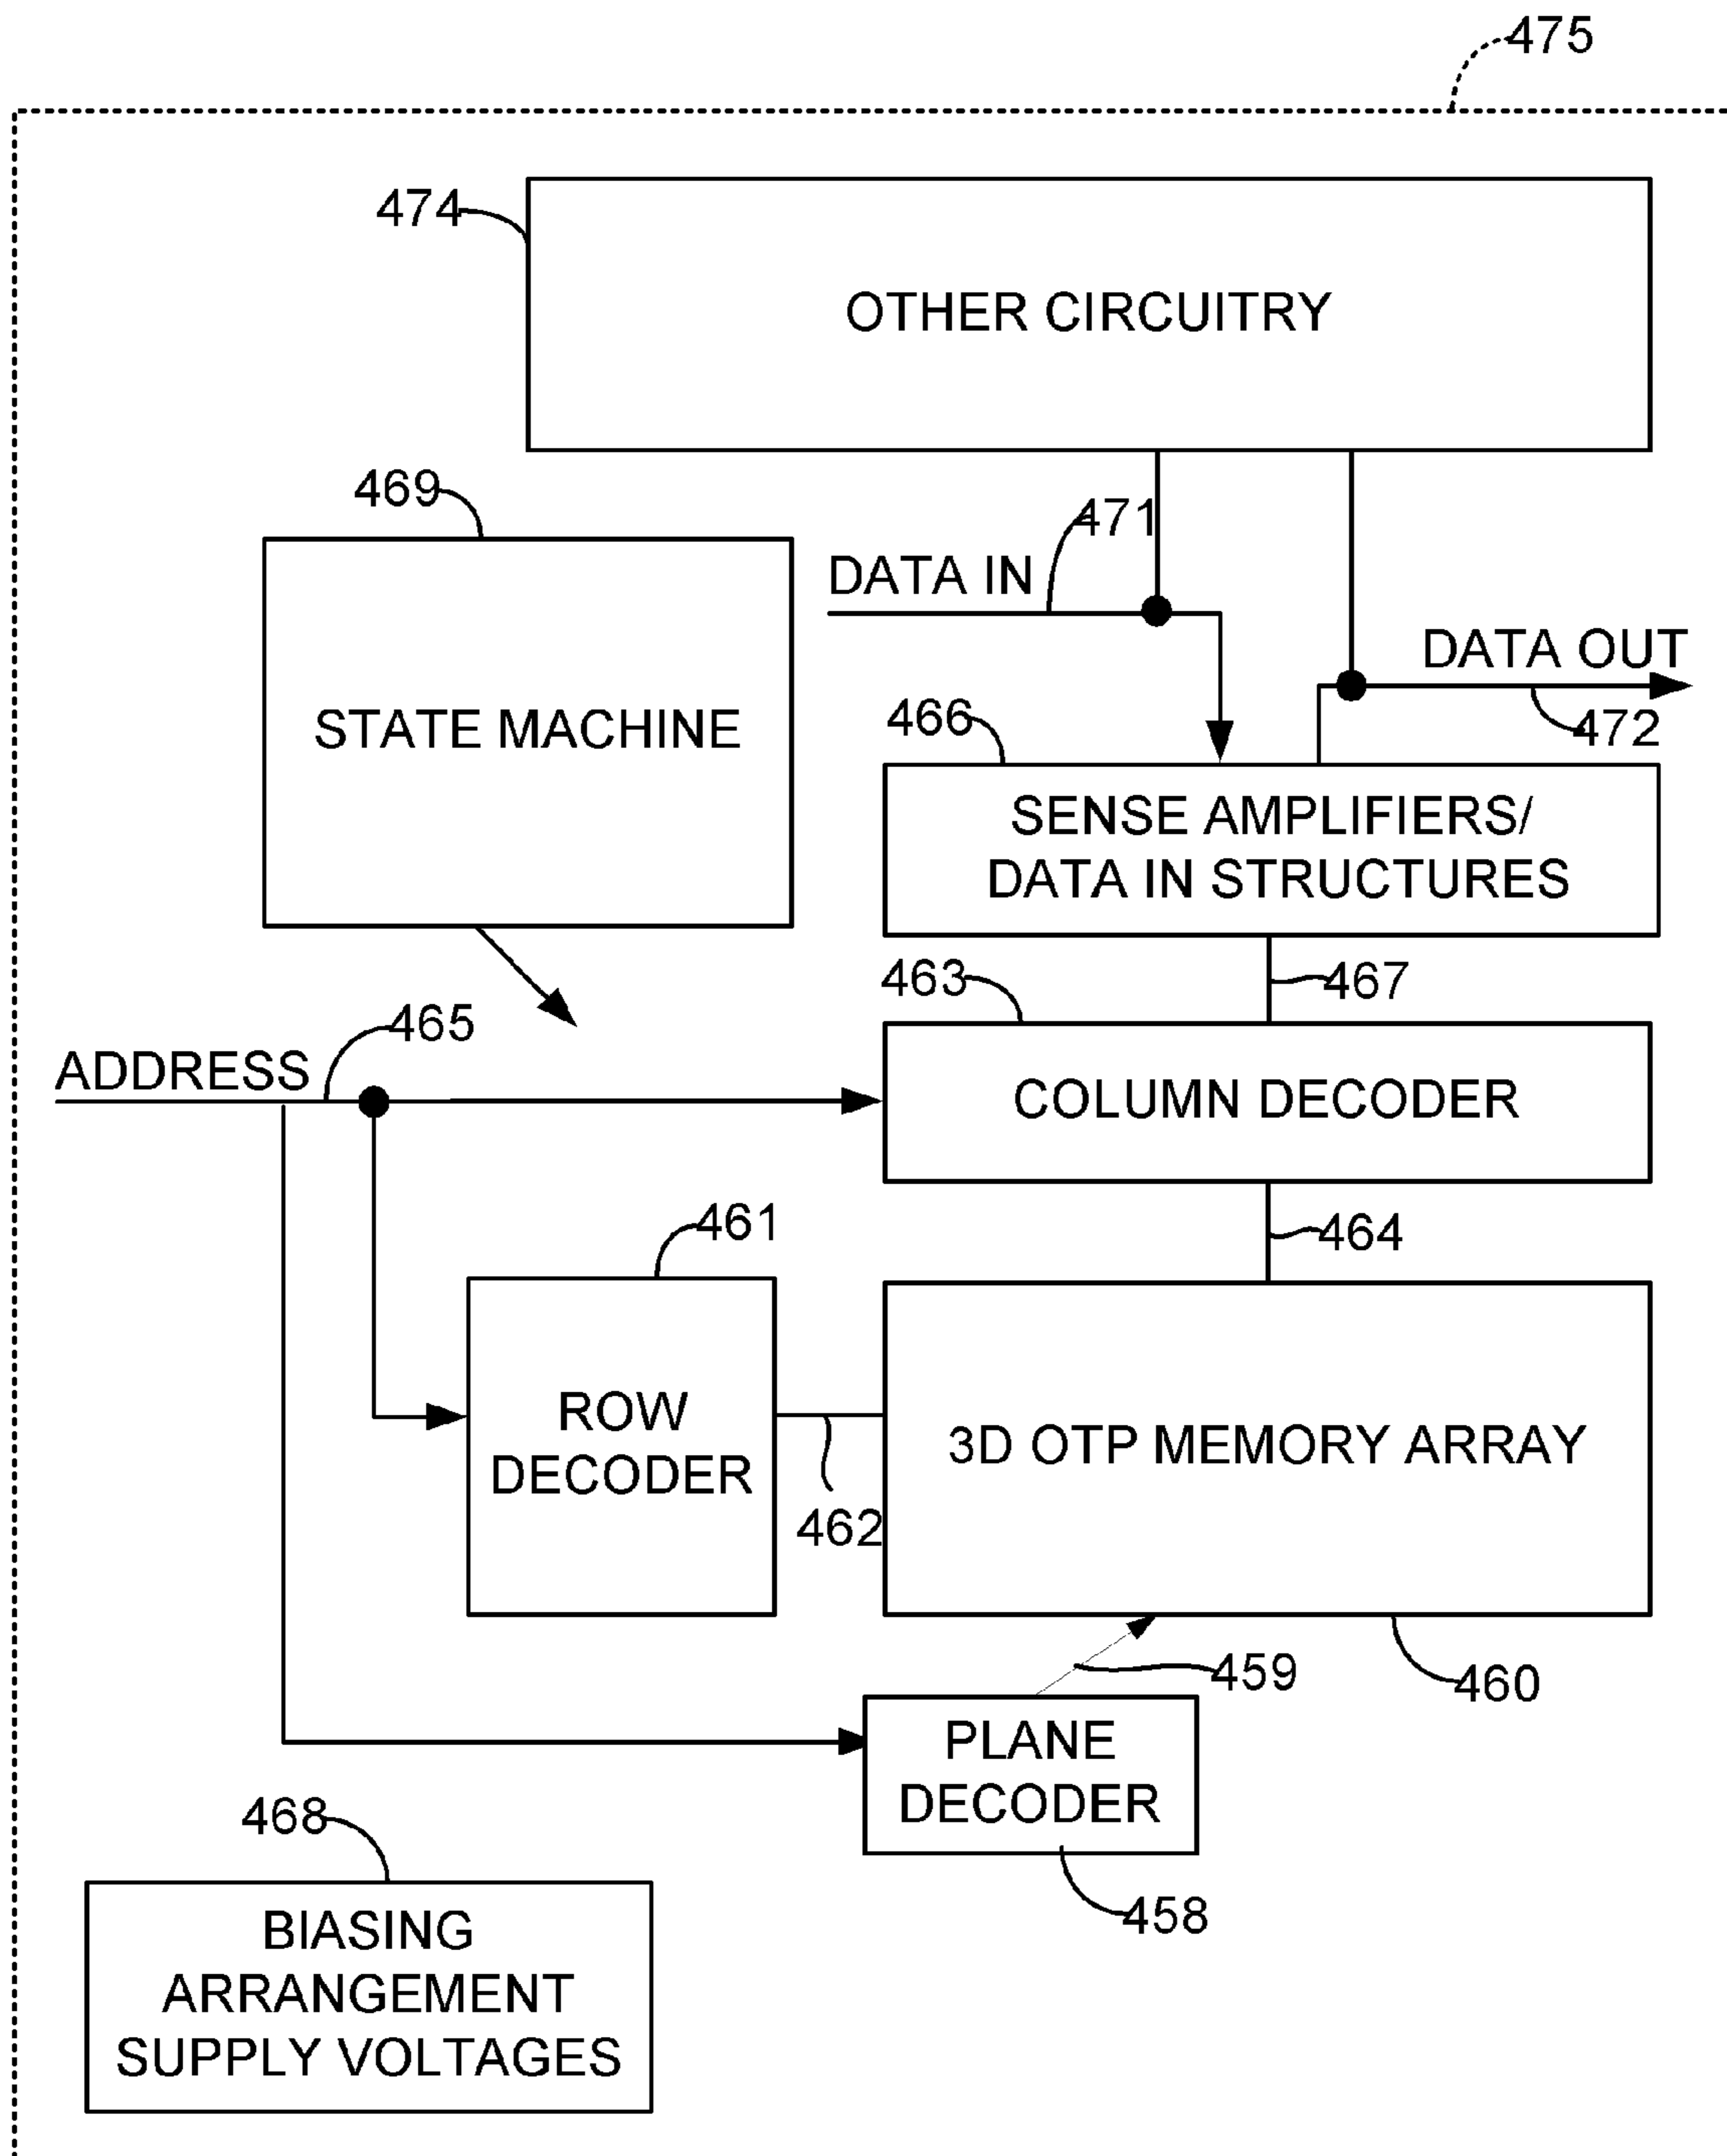 475
474
OTHER CIRCUITRY
469
471
DATA IN
DATA OUT
STATE MACHINE
466
472
SENSE AMPLIFIERS/
DATA IN STRUCTURES
463
467
465
ADDRESS
COLUMN DECODER
461
464
ROW
DECODER
3D OTP MEMORY ARRAY
462
459
460
PLANE
DECODER
468
458
BIASING
ARRANGEMENT
SUPPLY VOLTAGES